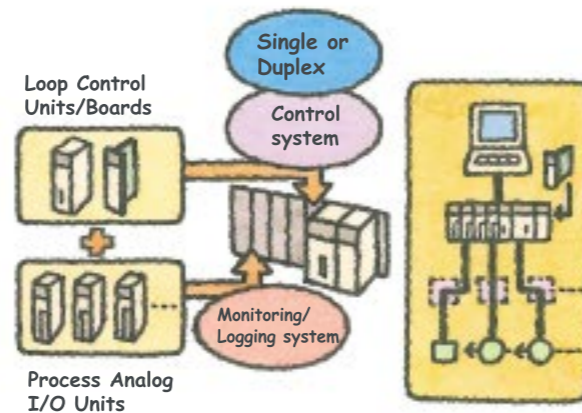 Single or
Duplex
Loop Control
Units/Boards
Control
system
Monitoring/
Logging system
Process Analog
I/O Units